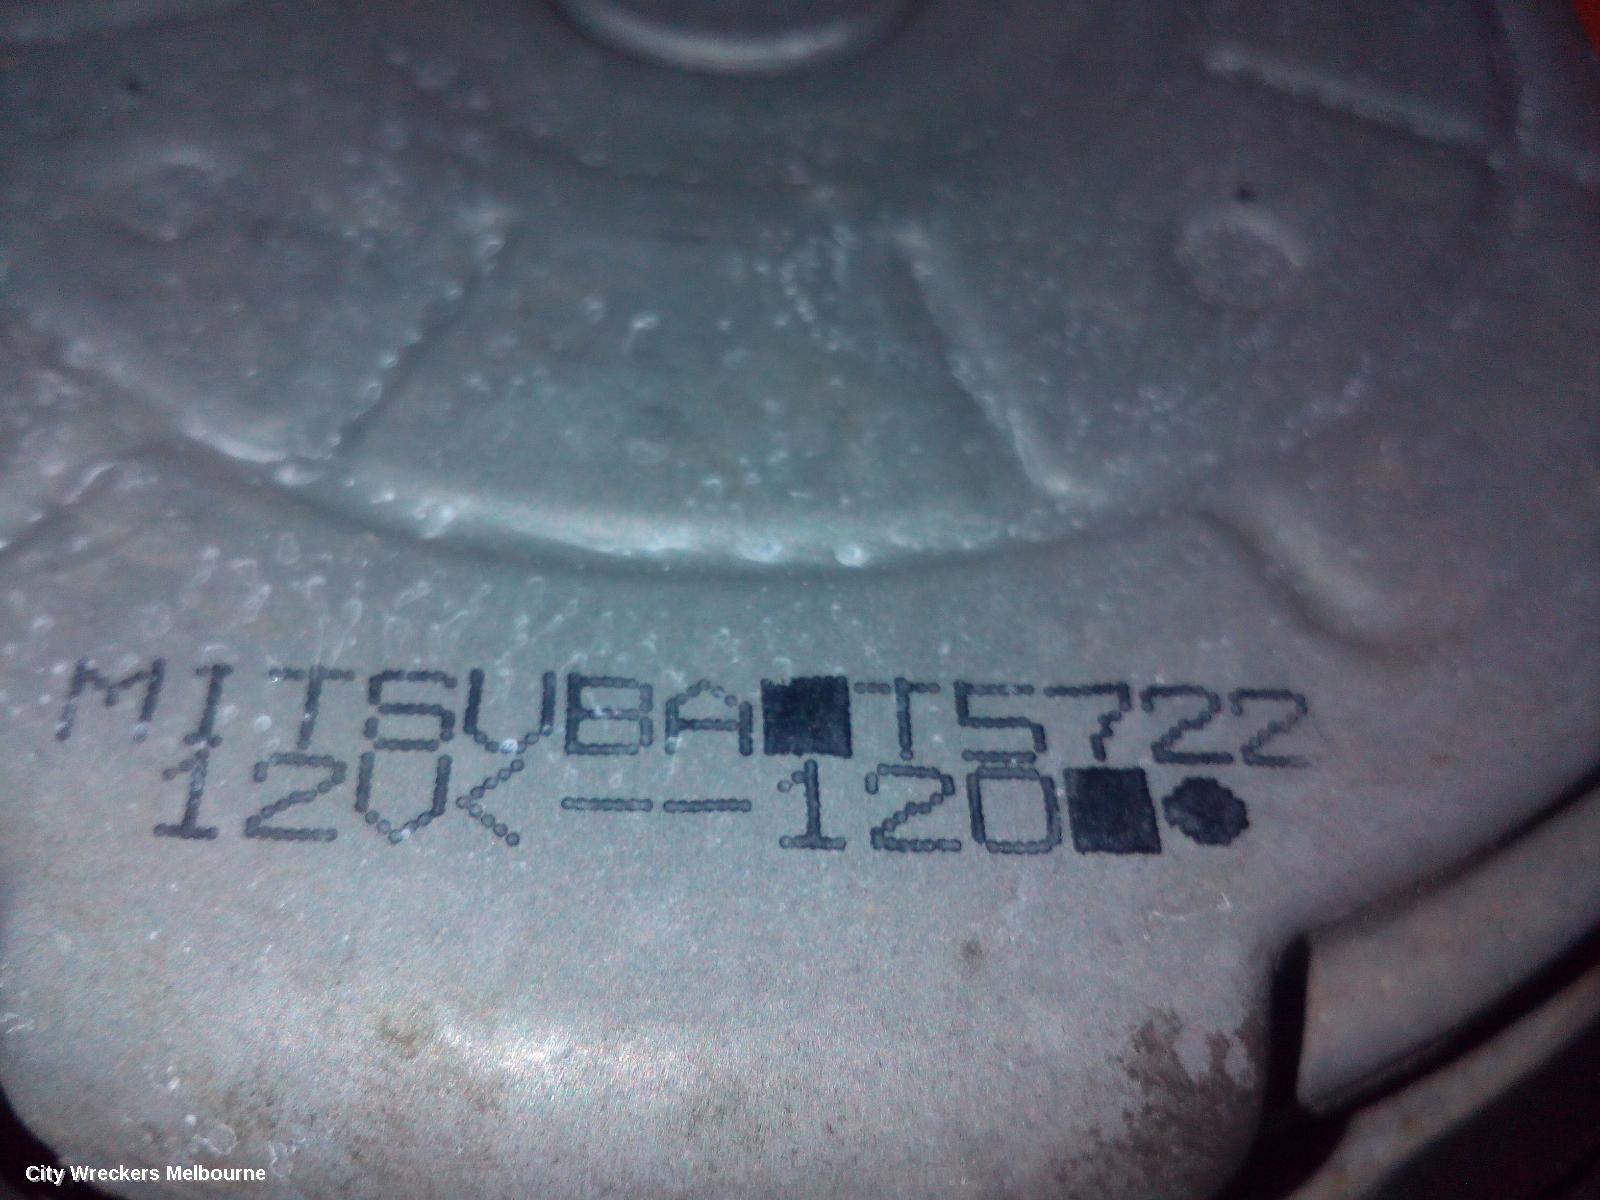 MITSUBA■T5722
12V<--120■●
City Wreckers Melbourne